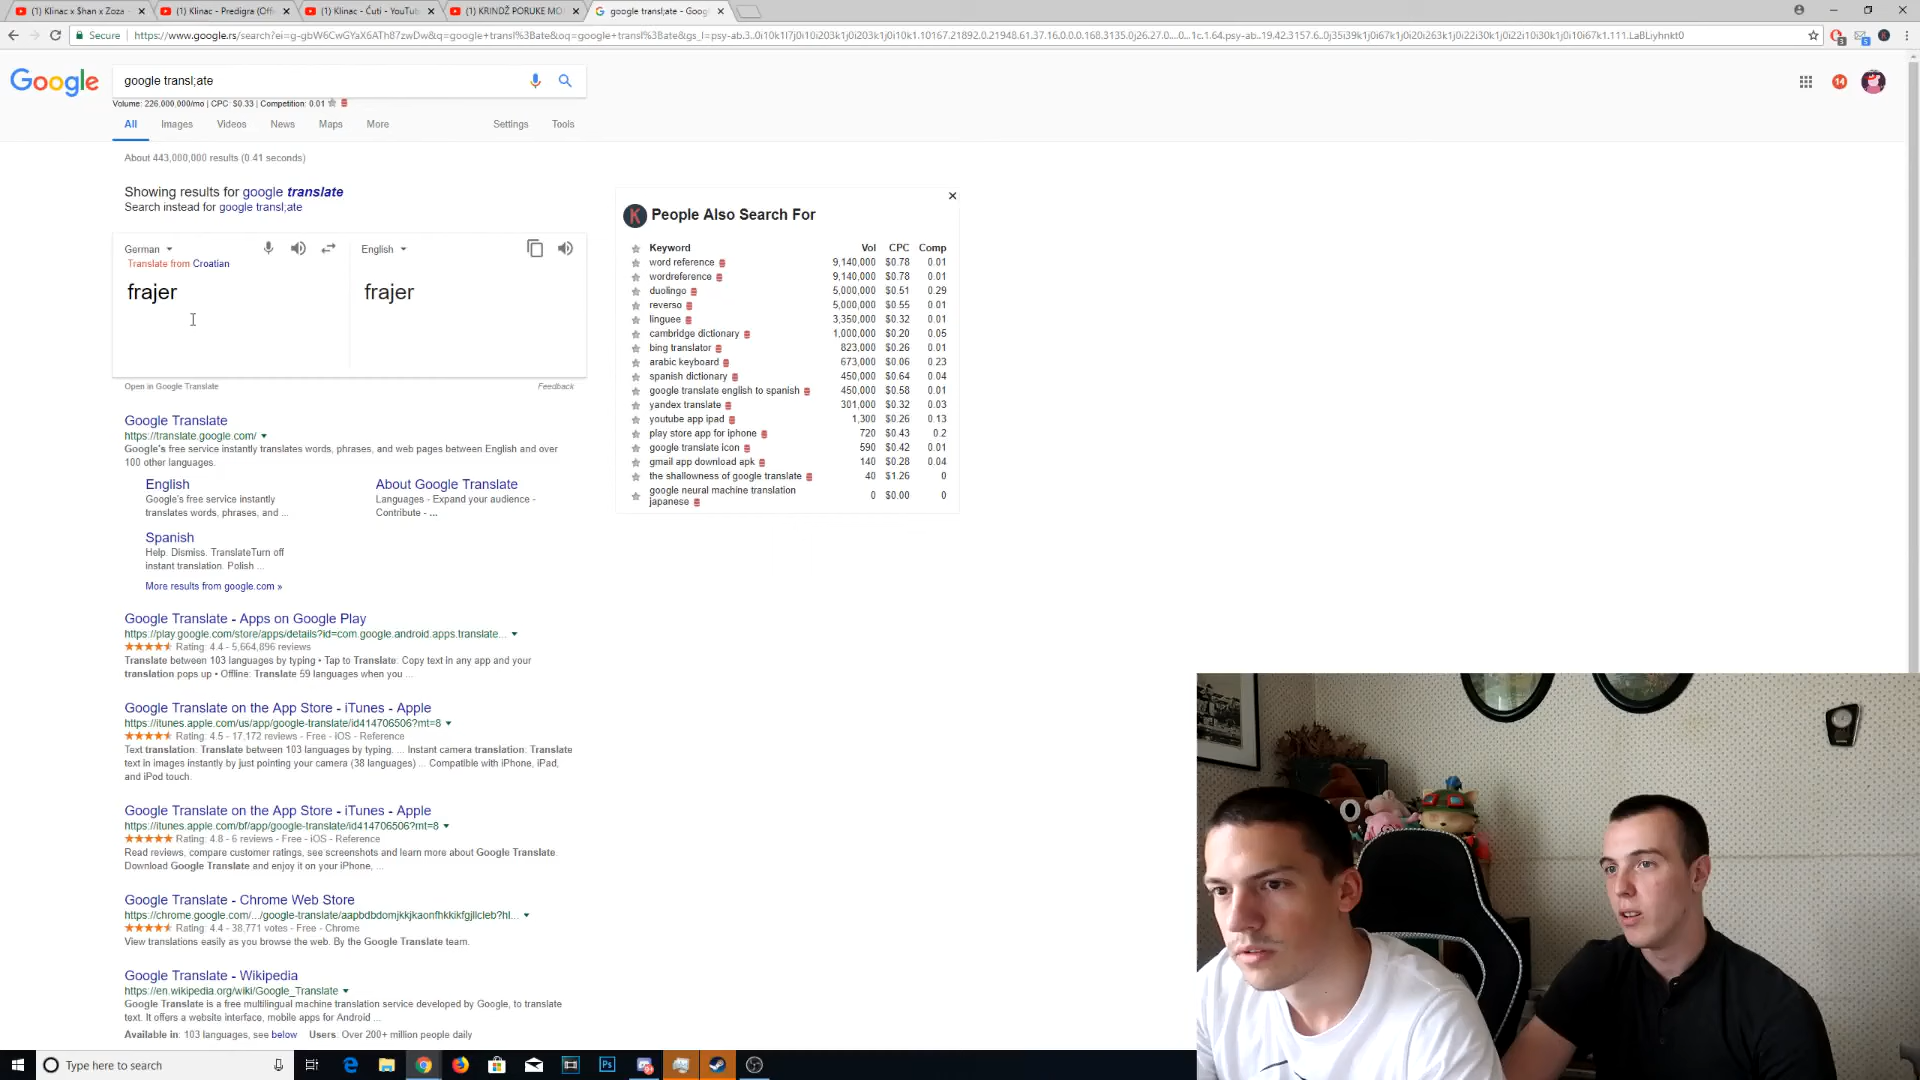 (1) Klinac x $han x Zoza
(1) Klinac - Predigra (Offi
(1) Klinac - Ćuti - YouTub
(1) KRINDŽ PORUKE MO
google transl;ate - Goog
Secure
Google
google transl;ate
14
Volume: 226,000,000/mo | CPC: $0.33 | Competition: 0.01
All Images Videos News Maps More Settings Tools
About 443,000,000 results (0.41 seconds)
Showing results for google translate
Search instead for google transl;ate
German English
Translate from Croatian
frajer frajer
Open in Google Translate Feedback
Google Translate
https://translate.google.com/
Google's free service instantly translates words, phrases, and web pages between English and over
100 other languages.
English
Google's free service instantly
translates words, phrases, and ...
About Google Translate
Languages - Expand your audience -
Contribute - ...
Spanish
Help. Dismiss. TranslateTurn off
instant translation. Polish ...
More results from google.com »
Google Translate - Apps on Google Play
https://play.google.com/store/apps/details?id=com.google.android.apps.translate...
Rating: 4.4 - 5,664,896 reviews
Translate between 103 languages by typing • Tap to Translate: Copy text in any app and your
translation pops up • Offline: Translate 59 languages when you ...
Google Translate on the App Store - iTunes - Apple
https://itunes.apple.com/us/app/google-translate/id414706506?mt=8
Rating: 4.5 - 17,172 reviews - Free - iOS - Reference
Text translation: Translate between 103 languages by typing. ... Instant camera translation: Translate
text in images instantly by just pointing your camera (38 languages) ... Compatible with iPhone, iPad,
and iPod touch.
Google Translate on the App Store - iTunes - Apple
https://itunes.apple.com/bf/app/google-translate/id414706506?mt=8
Rating: 4.8 - 6 reviews - Free - iOS - Reference
Read reviews, compare customer ratings, see screenshots and learn more about Google Translate.
Download Google Translate and enjoy it on your iPhone, ...
Google Translate - Chrome Web Store
https://chrome.google.com/.../google-translate/aapbdbdomjkkjkaonfhkkikfgjllcleb?hl...
Rating: 4.4 - 38,771 votes - Free - Chrome
View translations easily as you browse the web. By the Google Translate team.
Google Translate - Wikipedia
https://en.wikipedia.org/wiki/Google_Translate
Google Translate is a free multilingual machine translation service developed by Google, to translate
text. It offers a website interface, mobile apps for Android ...
Available in: 103 languages, see below Users: Over 200+ million people daily
K People Also Search For
Keyword Vol CPC Comp
word reference 9,140,000 $0.78 0.01
wordreference 9,140,000 $0.78 0.01
duolingo 5,000,000 $0.51 0.29
reverso 5,000,000 $0.55 0.01
linguee 3,350,000 $0.32 0.01
cambridge dictionary 1,000,000 $0.20 0.05
bing translator 823,000 $0.26 0.01
arabic keyboard 673,000 $0.06 0.23
spanish dictionary 450,000 $0.64 0.04
google translate english to spanish 450,000 $0.58 0.01
yandex translate 301,000 $0.32 0.03
youtube app ipad 1,300 $0.26 0.13
play store app for iphone 720 $0.43 0.2
google translate icon 590 $0.42 0.01
gmail app download apk 140 $0.28 0.04
the shallowness of google translate 40 $1.26 0
google neural machine translation
japanese 0 $0.00 0
Type here to search
Ps